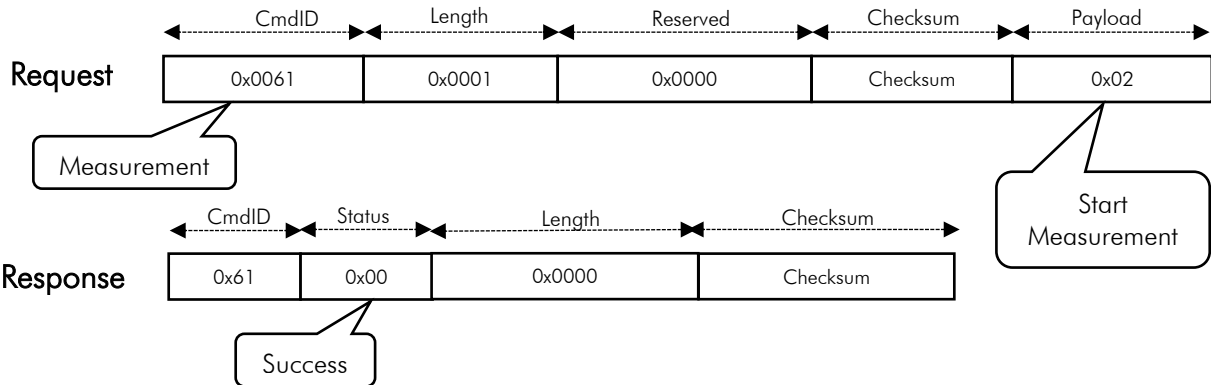 CmdID Length Reserved Checksum Payload
Request 0x0061 0x0001 0x0000 Checksum 0x02
Measurement
Start
Measurement
CmdID Status Length Checksum
Response 0x61 0x00 0x0000 Checksum
Success